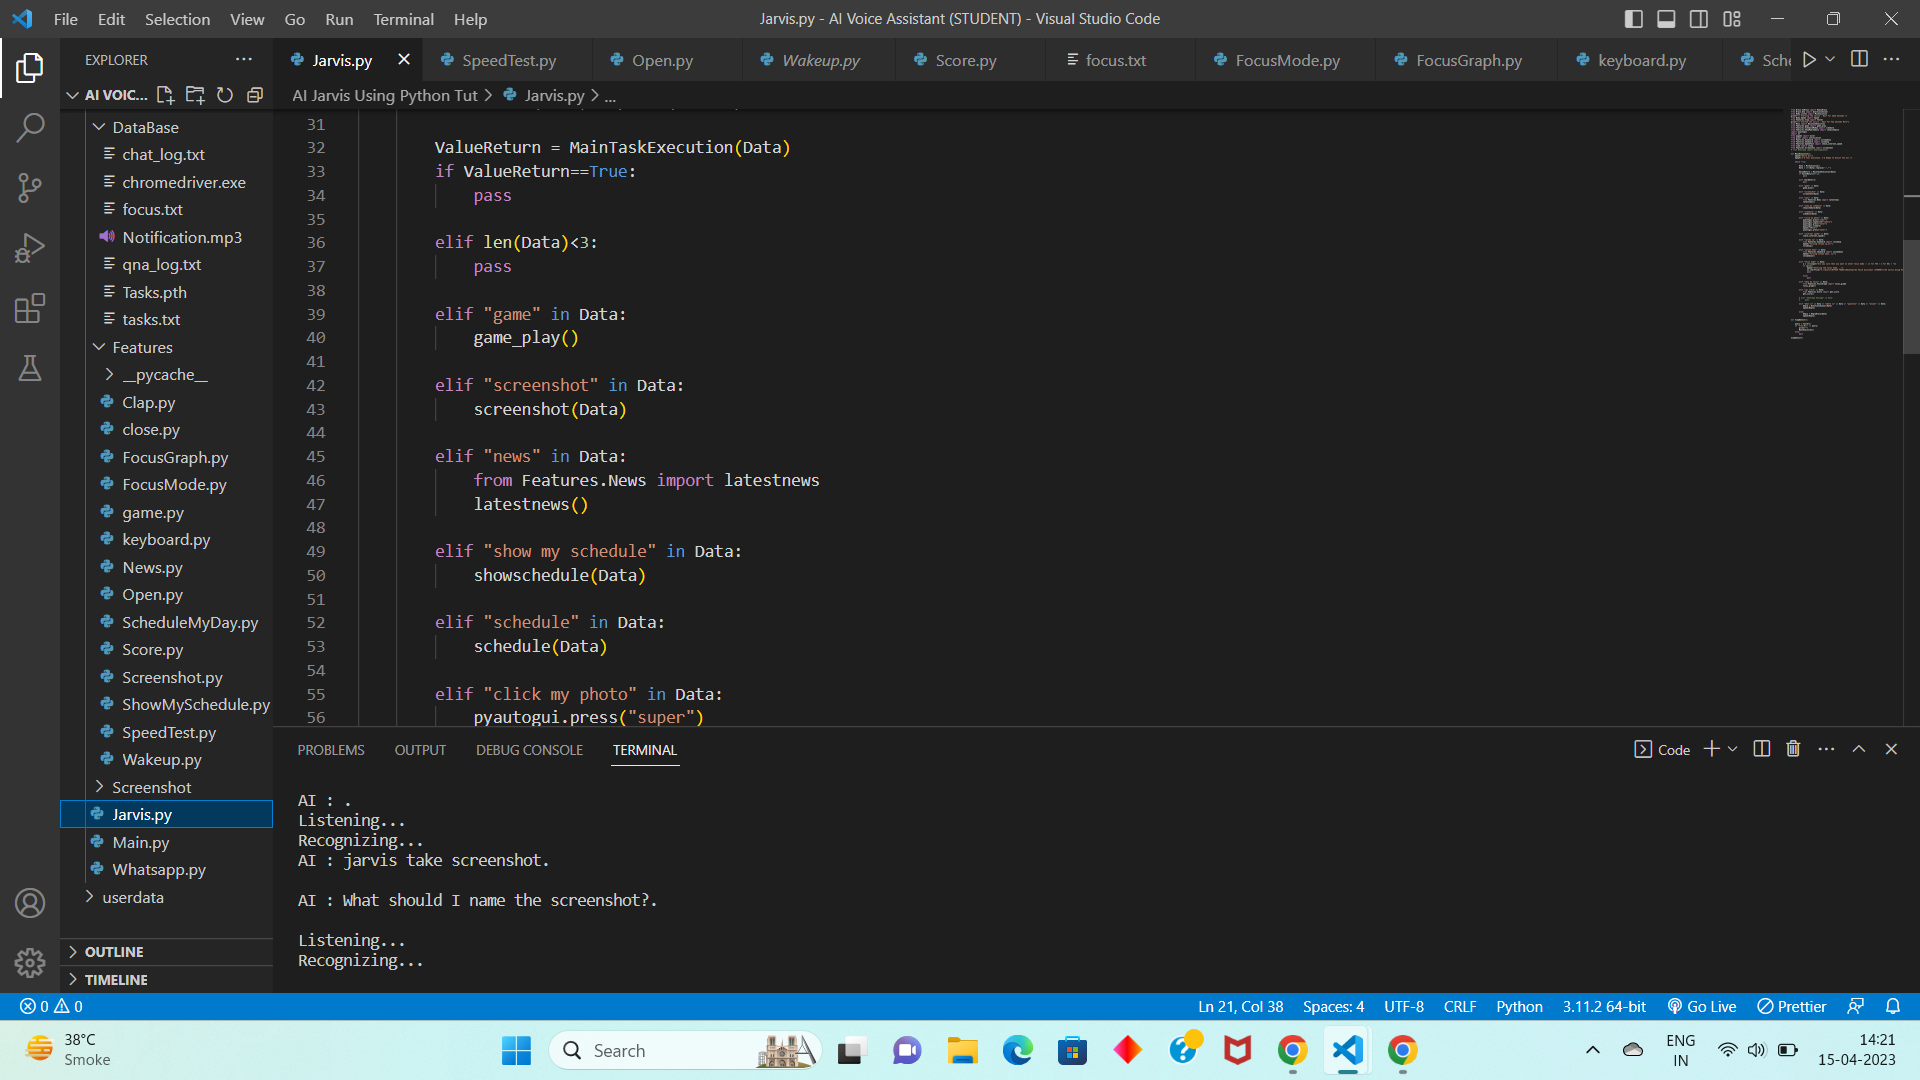 File Edit Selection View Go Run Terminal Help
Jarvis.py - AI Voice Assistant (STUDENT) - Visual Studio Code
EXPLORER
Jarvis.py SpeedTest.py Open.py Wakeup.py Score.py focus.txt FocusMode.py FocusGraph.py keyboard.py Sche
AI VOIC...
AI Jarvis Using Python Tut > Jarvis.py > ...
DataBase
chat_log.txt
chromedriver.exe
focus.txt
Notification.mp3
qna_log.txt
Tasks.pth
tasks.txt
Features
__pycache__
Clap.py
close.py
FocusGraph.py
FocusMode.py
game.py
keyboard.py
News.py
Open.py
ScheduleMyDay.py
Score.py
Screenshot.py
ShowMySchedule.py
SpeedTest.py
Wakeup.py
Screenshot
Jarvis.py
Main.py
Whatsapp.py
userdata
OUTLINE
TIMELINE
31
32 ValueReturn = MainTaskExecution(Data)
33 if ValueReturn==True:
34 pass
35
36 elif len(Data)<3:
37 pass
38
39 elif "game" in Data:
40 game_play()
41
42 elif "screenshot" in Data:
43 screenshot(Data)
44
45 elif "news" in Data:
46 from Features.News import latestnews
47 latestnews()
48
49 elif "show my schedule" in Data:
50 showschedule(Data)
51
52 elif "schedule" in Data:
53 schedule(Data)
54
55 elif "click my photo" in Data:
56 pyautogui.press("super")
PROBLEMS OUTPUT DEBUG CONSOLE TERMINAL
Code
AI : .
Listening...
Recognizing...
AI : jarvis take screenshot.
AI : What should I name the screenshot?.
Listening...
Recognizing...
0 0
Ln 21, Col 38 Spaces: 4 UTF-8 CRLF Python 3.11.2 64-bit Go Live Prettier
38°C
Smoke
Search
ENG
IN
14:21
15-04-2023